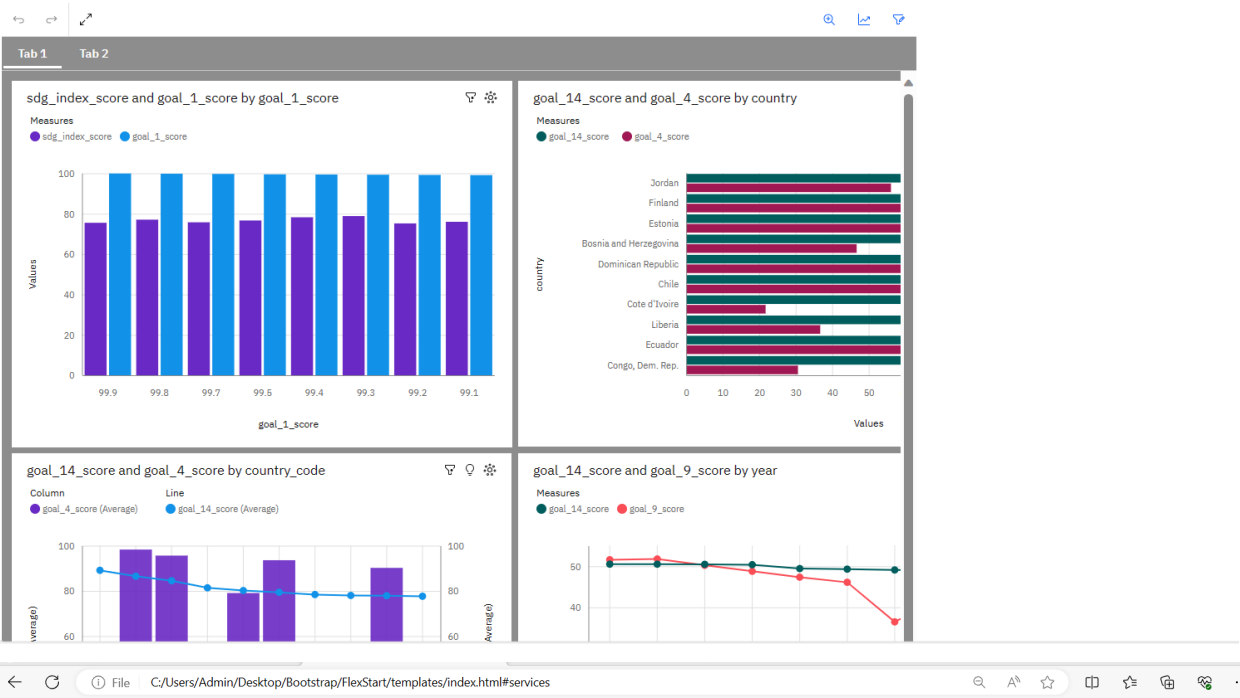 Tab 1 Tab 2
sdg_index_score and goal_1_score by goal_1_score
Measures
sdg_index_score goal_1_score
100
80
60
40
20
0
Values
99.9 99.8 99.7 99.5 99.4 99.3 99.2 99.1
goal_1_score
goal_14_score and goal_4_score by country
Measures
goal_14_score goal_4_score
country
Jordan
Finland
Estonia
Bosnia and Herzegovina
Dominican Republic
Chile
Cote d'Ivoire
Liberia
Ecuador
Congo, Dem. Rep.
0 10 20 30 40 50
Values
goal_14_score and goal_4_score by country_code
Column Line
goal_4_score (Average) goal_14_score (Average)
100 100
80 80
60 60
verage) Average)
goal_14_score and goal_9_score by year
Measures
goal_14_score goal_9_score
50
40
File C:/Users/Admin/Desktop/Bootstrap/FlexStart/templates/index.html#services